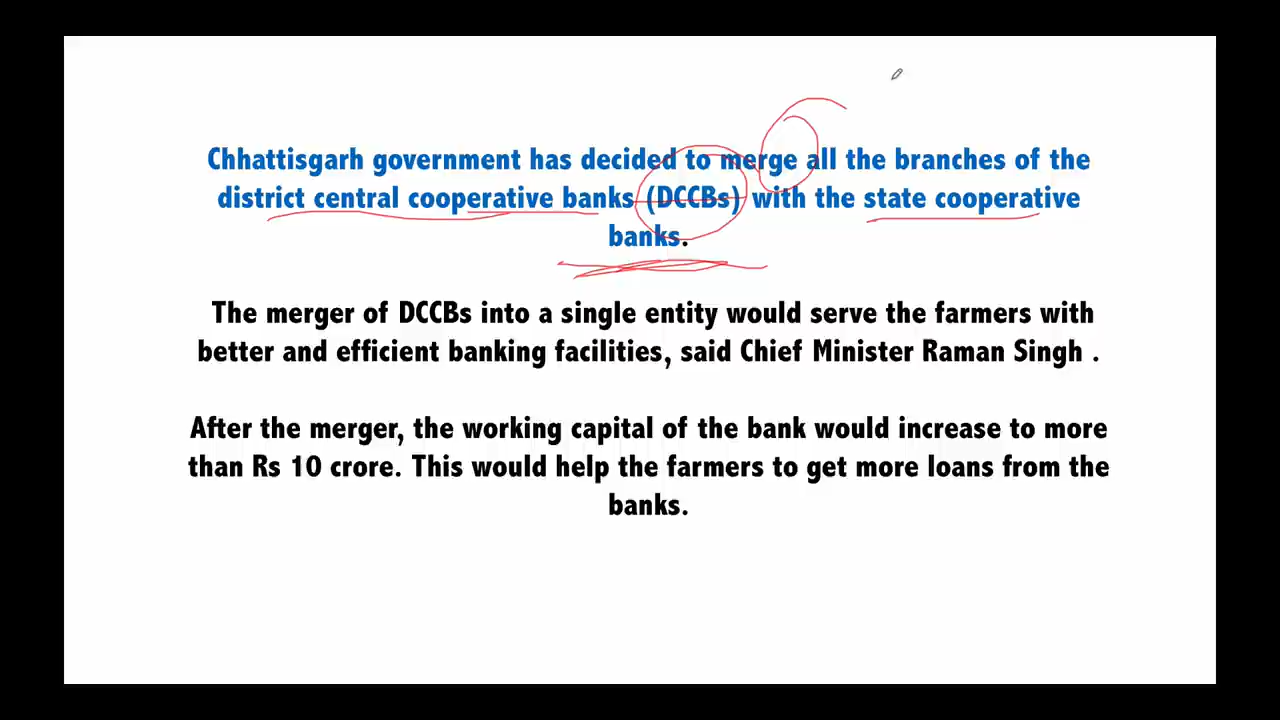 Chhattisgarh government has decided to merge all the branches of the
district central cooperative banks (DCCBs) with the state cooperative
banks.
The merger of DCCBs into a single entity would serve the farmers with
better and efficient banking facilities, said Chief Minister Raman Singh .
After the merger, the working capital of the bank would increase to more
than Rs 10 crore. This would help the farmers to get more loans from the
banks.